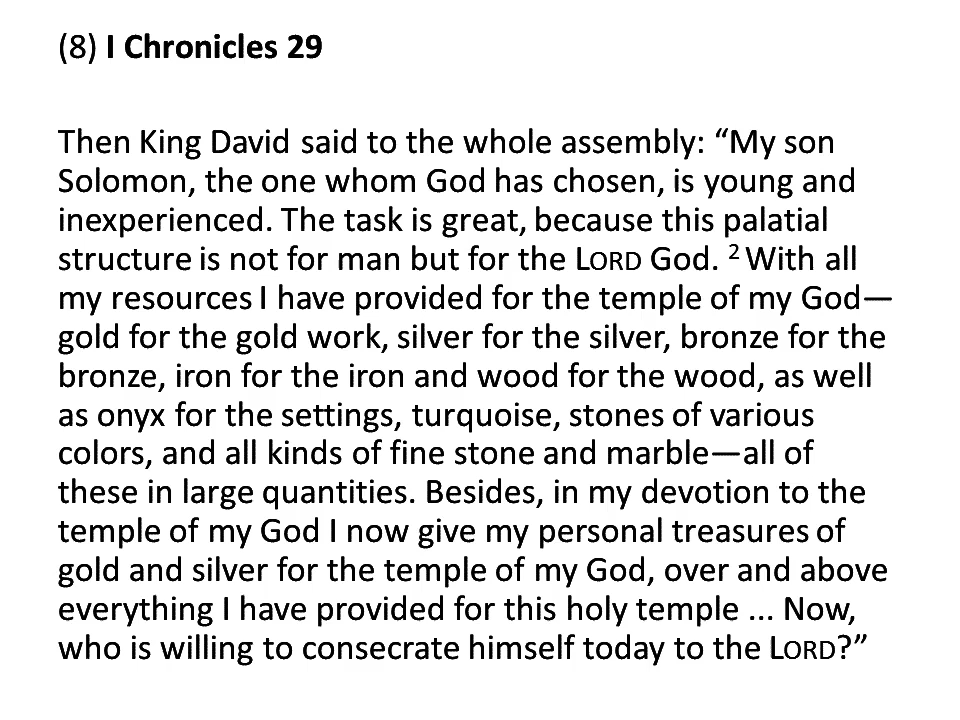 (8) I Chronicles 29
Then King David said to the whole assembly: “My son
Solomon, the one whom God has chosen, is young and
inexperienced. The task is great, because this palatial
structure is not for man but for the LORD God. ² With all
my resources I have provided for the temple of my God—
gold for the gold work, silver for the silver, bronze for the
bronze, iron for the iron and wood for the wood, as well
as onyx for the settings, turquoise, stones of various
colors, and all kinds of fine stone and marble—all of
these in large quantities. Besides, in my devotion to the
temple of my God I now give my personal treasures of
gold and silver for the temple of my God, over and above
everything I have provided for this holy temple ... Now,
who is willing to consecrate himself today to the LORD?”